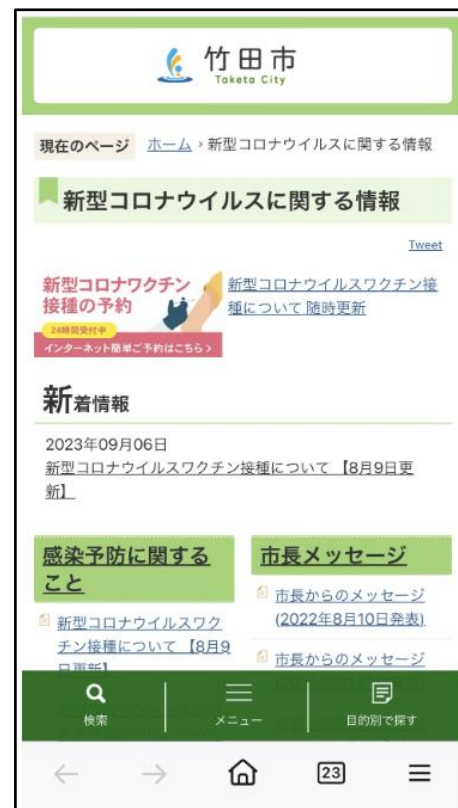 竹田市
Taketa City
現在のページ ホーム › 新型コロナウイルスに関する情報
新型コロナウイルスに関する情報
Tweet
新型コロナワクチン
接種の予約
24時間受付中
インターネット簡単ご予約はこちら>
新型コロナウイルスワクチン接
種について 随時更新
新着情報
2023年09月06日
新型コロナウイルスワクチン接種について 【8月9日更
新】
感染予防に関する
こと
新型コロナウイルスワク
チン接種について 【8月9
日更新】
市長メッセージ
市長からのメッセージ
(2022年8月10日発表)
市長からのメッセージ
検索
メニュー
目的別で探す
23